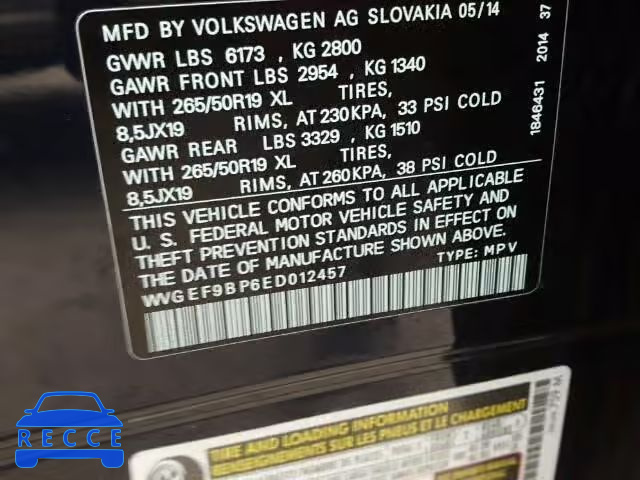 MFD BY VOLKSWAGEN AG SLOVAKIA 05/14
GVWR LBS 6173 , KG 2800
GAWR FRONT LBS 2954 , KG 1340
WITH 265/50R19 XL TIRES,
8,5JX19 RIMS, AT 230 KPA, 33 PSI COLD
GAWR REAR LBS 3329 , KG 1510
WITH 265/50R19 XL TIRES,
8,5JX19 RIMS, AT 260 KPA, 38 PSI COLD
THIS VEHICLE CONFORMS TO ALL APPLICABLE
U. S. FEDERAL MOTOR VEHICLE SAFETY AND
THEFT PREVENTION STANDARDS IN EFFECT ON
THE DATE OF MANUFACTURE SHOWN ABOVE.
WVGEF9BP6ED012457 TYPE: MPV
1846431 2014 37
TIRE AND LOADING INFORMATION
RENSEIGNEMENTS SUR LES PNEUS ET LE CHARGEMENT
RECCE